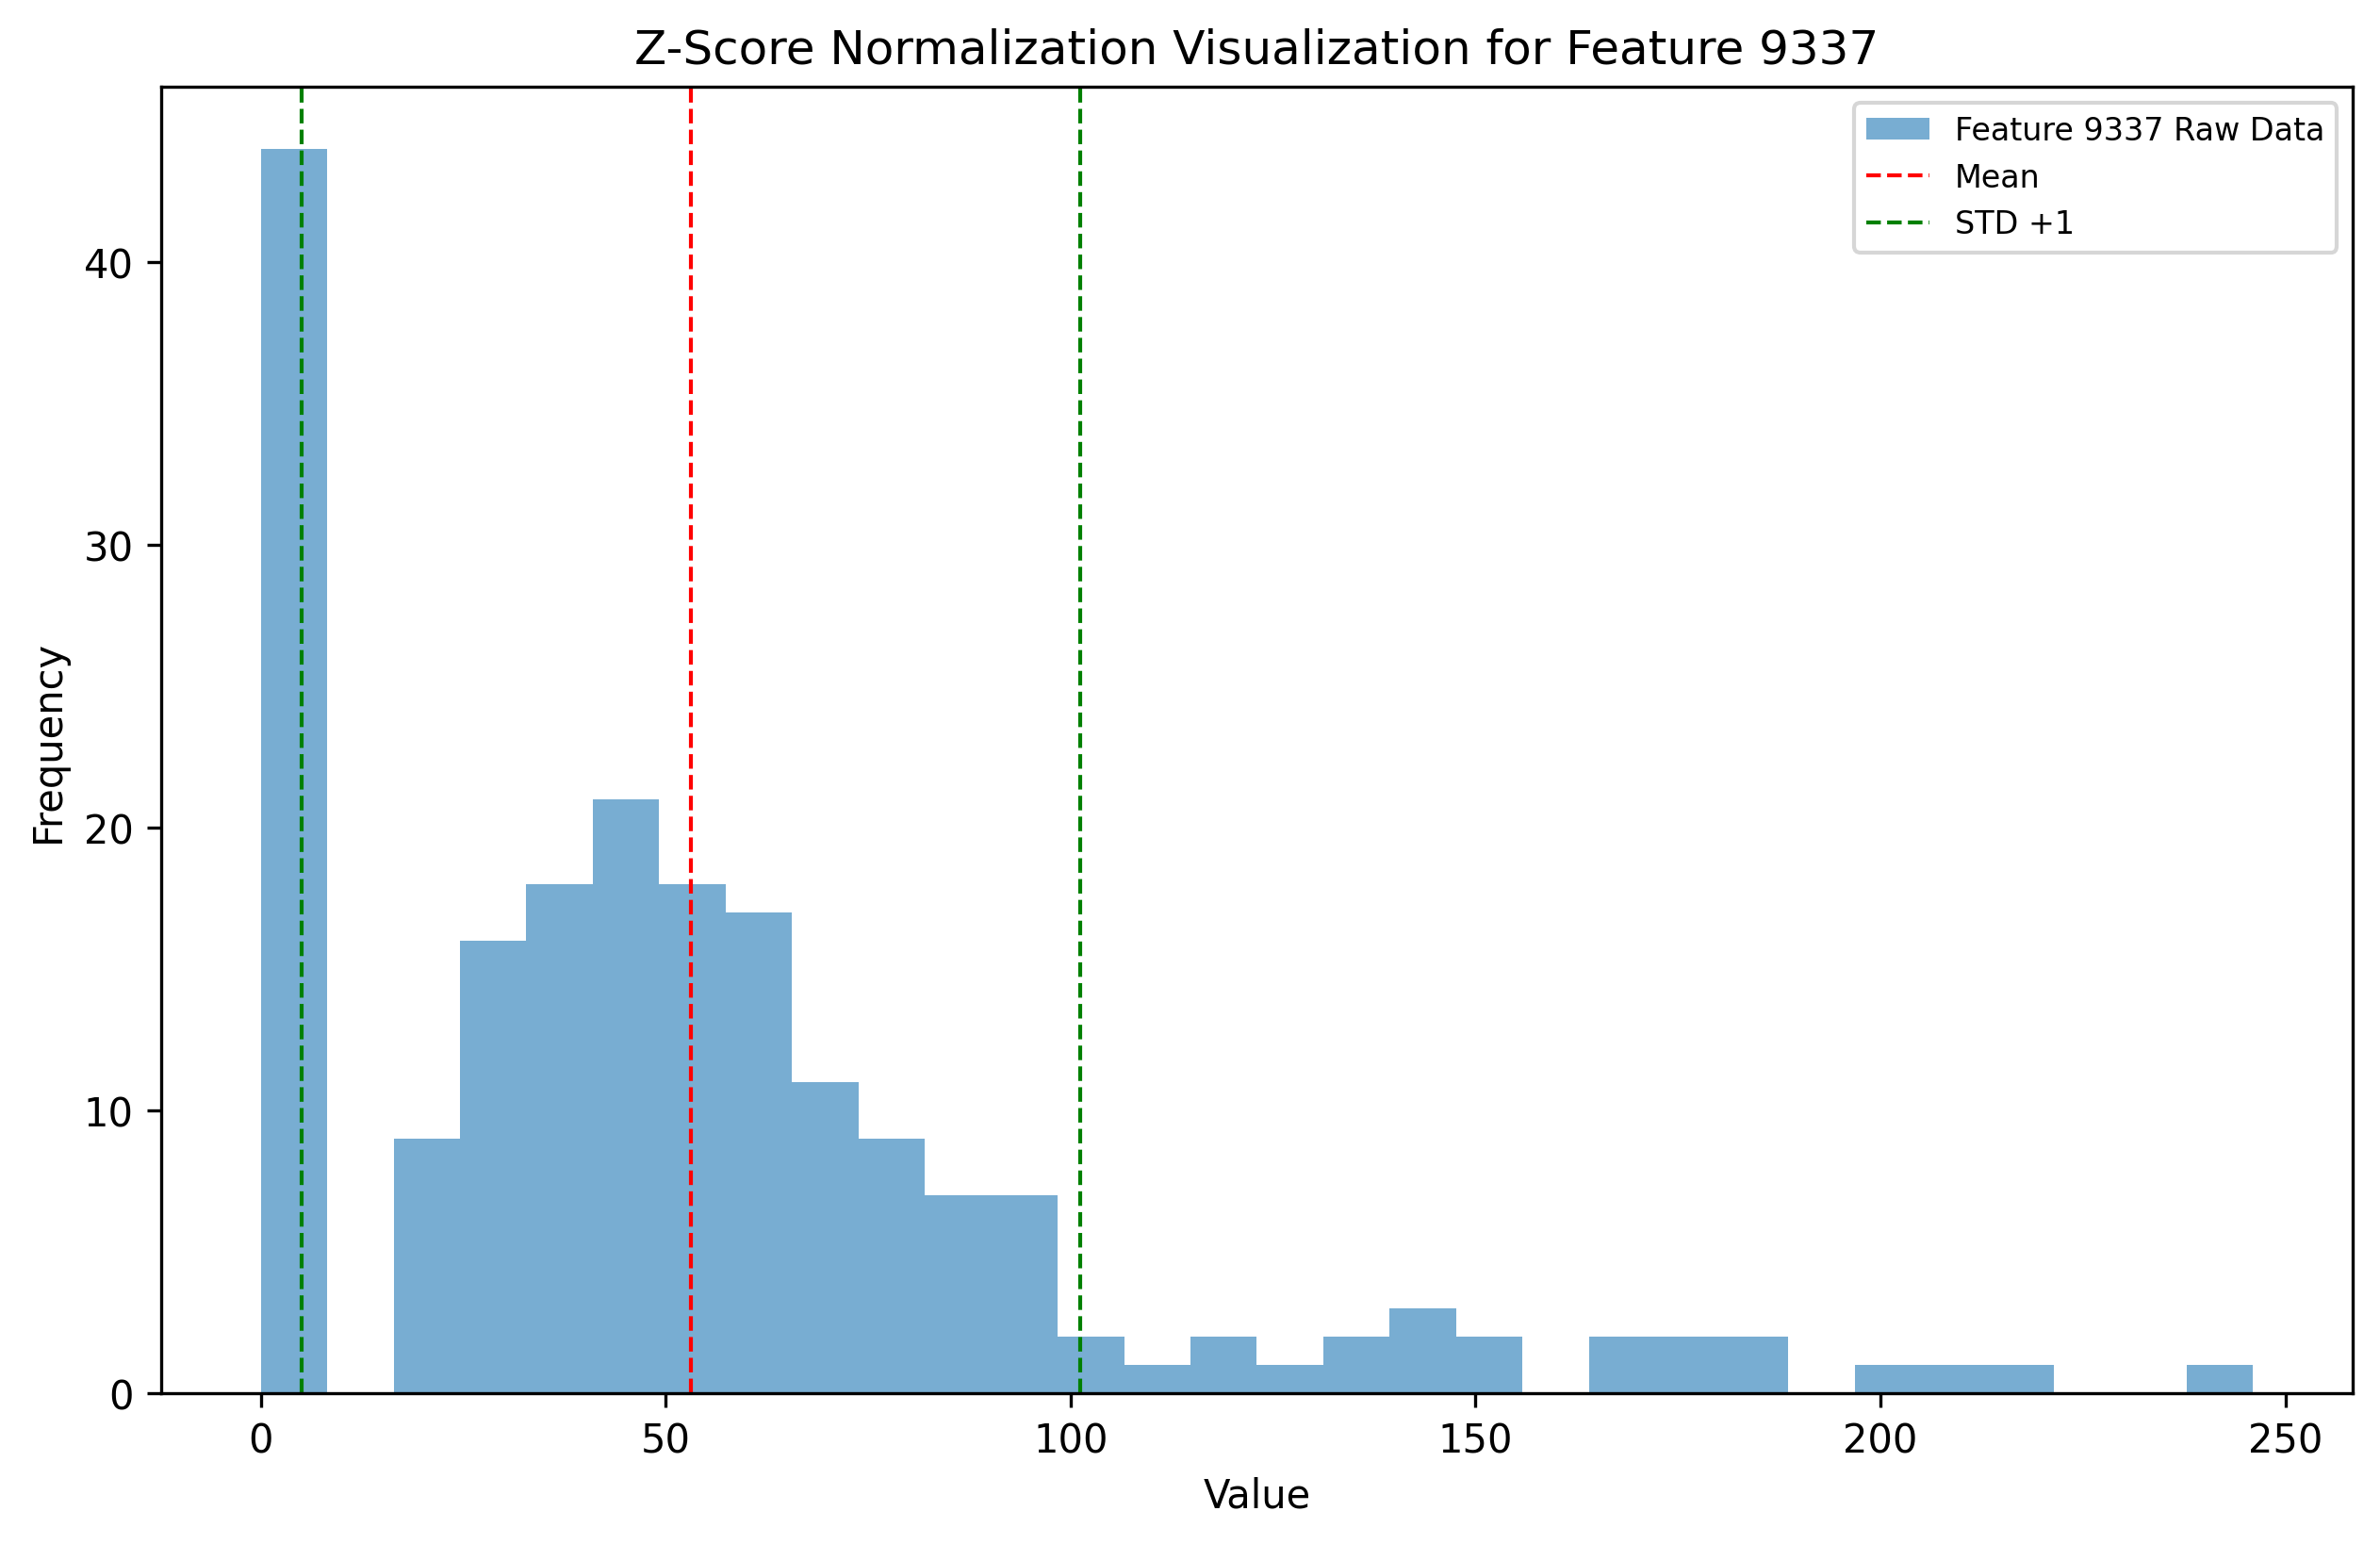 Z-Score Normalization Visualization for Feature 9337
Feature 9337 Raw Data
Mean
STD +1
Frequency
40
30
20
10
0
0 50 100 150 200 250
Value